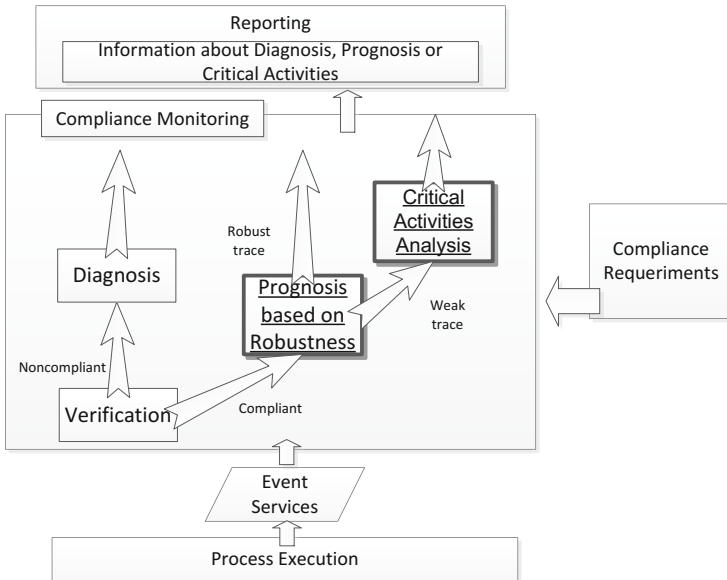 Reporting
Information about Diagnosis, Prognosis or
Critical Activities
Compliance Monitoring
Critical
Activities
Analysis
Robust
trace
Diagnosis
Prognosis
based on
Robustness
Weak
trace
Compliance
Requeriments
Noncompliant
Verification
Compliant
Event
Services
Process Execution